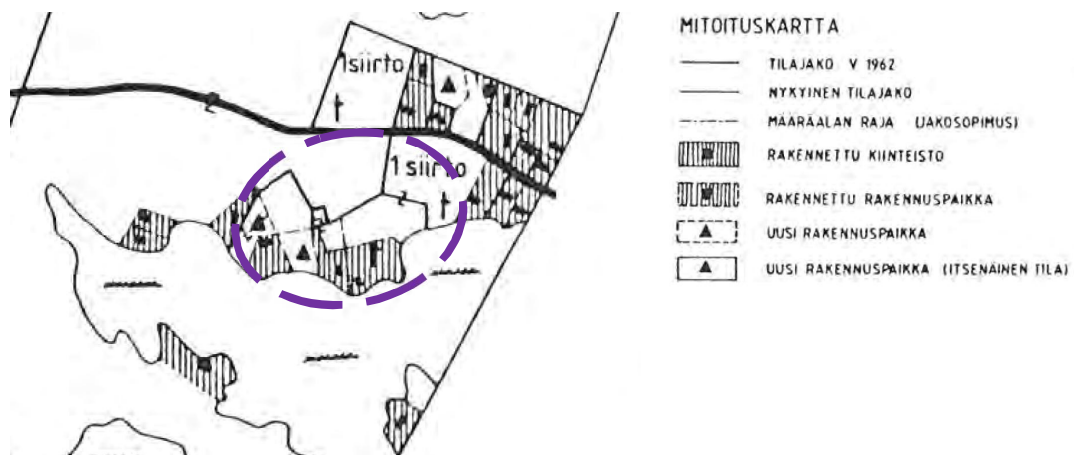 1siirto
1 siirto
MITOITUSKARTTA
TILAJAKO V 1962
NYKYINEN TILAJAKO
MÄÄRÄALAN RAJA (JAKOSOPIMUS)
RAKENNETTU KIINTEISTO
RAKENNETTU RAKENNUSPAIKKA
UUSI RAKENNUSPAIKKA
UUSI RAKENNUSPAIKKA (ITSENÄINEN TILA)